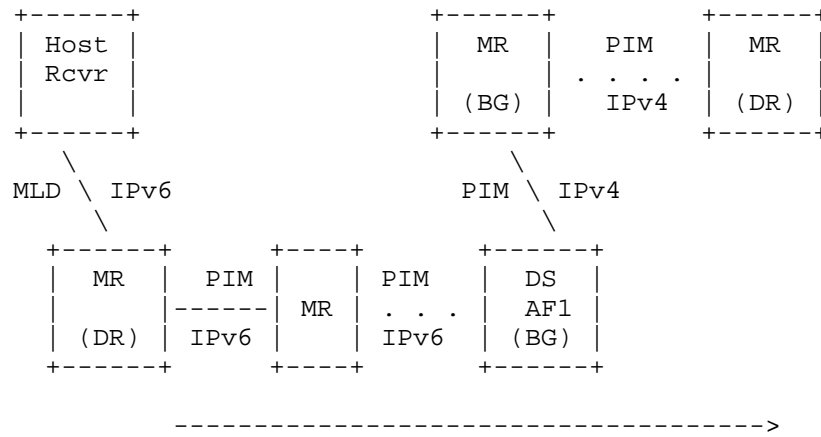 +------+ +------+ +------+
| Host | | MR | PIM | MR |
| Rcvr | | | . . . . | |
| | | (BG) | IPv4 | (DR) |
+------+ +------+ +------+
\ \
MLD \ IPv6 PIM \ IPv4
\ \
+------+ +----+ +------+
| MR | PIM | | PIM | DS |
| |------| MR | . . . | AF1 |
| (DR) | IPv6 | | IPv6 | (BG) |
+------+ +----+ +------+
------------------------------------->